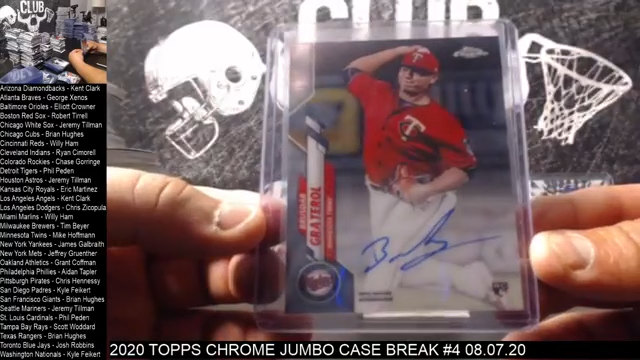 CLUB
CLUB
Arizona Diamondbacks - Kent Clark
Atlanta Braves - George Xenos
Baltimore Orioles - Elliott Crowner
Boston Red Sox - Robert Tirrell
Chicago White Sox - Jeremy Tillman
Chicago Cubs - Brian Hughes
Cincinnati Reds - Willy Ham
Cleveland Indians - Ryan Cimorell
Colorado Rockies - Chase Gorringe
Detroit Tigers - Phil Peden
Houston Astros - Jeremy Tillman
Kansas City Royals - Eric Martinez
Los Angeles Angels - Kent Clark
Los Angeles Dodgers - Chris Zicopula
Miami Marlins - Willy Ham
Milwaukee Brewers - Tim Beyer
Minnesota Twins - Mike Hoffmann
New York Yankees - James Galbraith
New York Mets - Jeffrey Gruenther
Oakland Athletics - Grant Coffman
Philadelphia Phillies - Aidan Tapler
Pittsburgh Pirates - Chris Hennessy
San Diego Padres - Kyle Feikert
San Francisco Giants - Brian Hughes
Seattle Mariners - Jeremy Tillman
St. Louis Cardinals - Phil Peden
Tampa Bay Rays - Scott Woddard
Texas Rangers - Brian Hughes
Toronto Blue Jays - Josh Robbins
Washington Nationals - Kyle Feikert
BRUSDAR
GRATEROL
MINNESOTA TWINS
Twins
T
2020 TOPPS CHROME JUMBO CASE BREAK #4 08.07.20